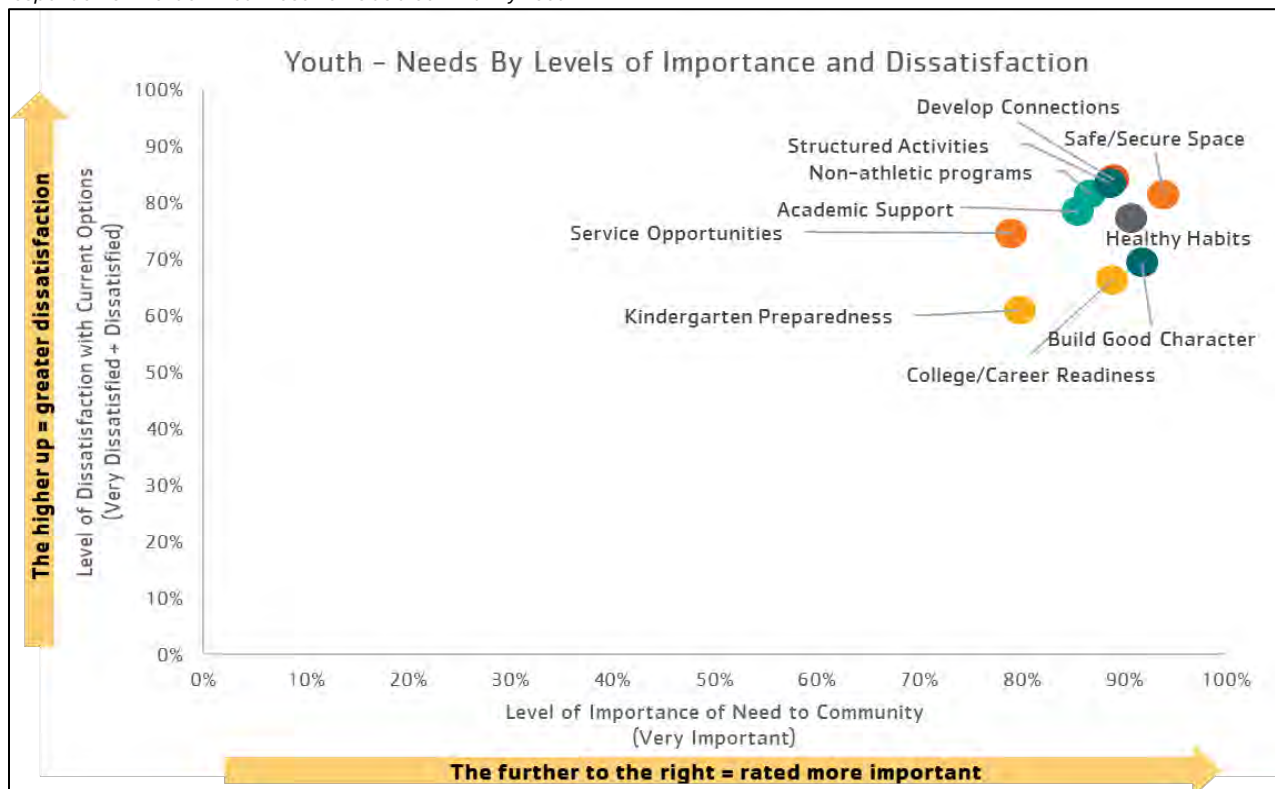 Youth – Needs By Levels of Importance and Dissatisfaction
The higher up = greater dissatisfaction
Level of Dissatisfaction with Current Options
(Very Dissatisfied + Dissatisfied)
100%
90%
80%
70%
60%
50%
40%
30%
20%
10%
0%
Develop Connections
Structured Activities
Safe/Secure Space
Non-athletic programs
Academic Support
Service Opportunities
Healthy Habits
Kindergarten Preparedness
Build Good Character
College/Career Readiness
0% 10% 20% 30% 40% 50% 60% 70% 80% 90% 100%
Level of Importance of Need to Community
(Very Important)
The further to the right = rated more important